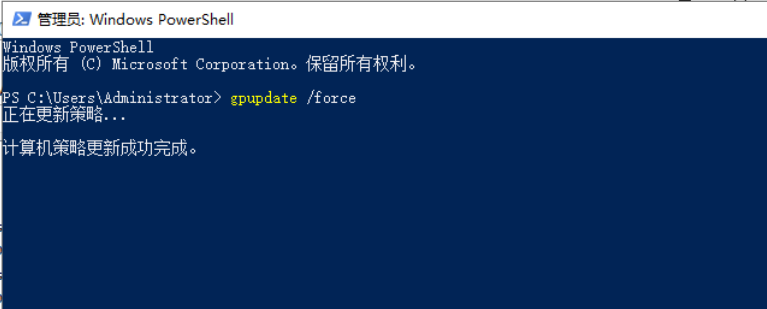 管理员: Windows PowerShell
Windows PowerShell
版权所有 (C) Microsoft Corporation。保留所有权利。
PS C:\Users\Administrator> gpupdate /force
正在更新策略...
计算机策略更新成功完成。